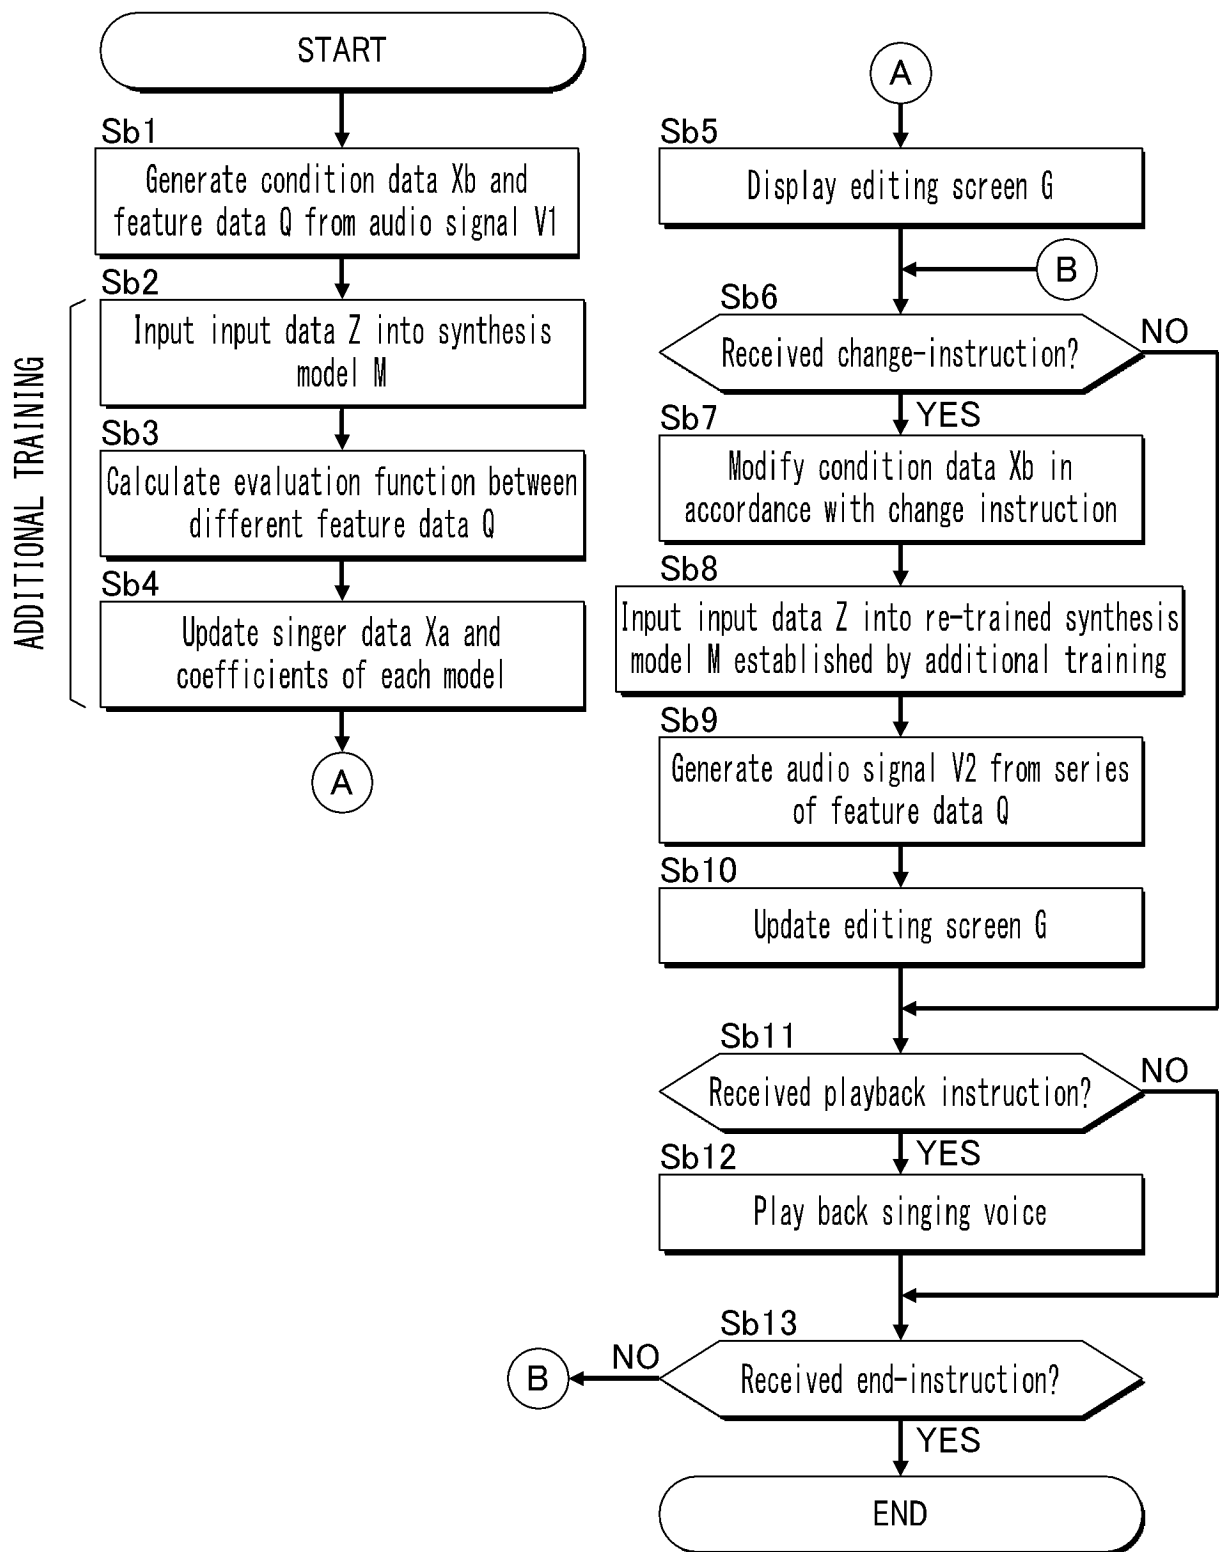 START
Sb1
Generate condition data Xb and
feature data Q from audio signal V1
ADDITIONAL TRAINING
Sb2
Input input data Z into synthesis
model M
Sb3
Calculate evaluation function between
different feature data Q
Sb4
Update singer data Xa and
coefficients of each model
A
A
Sb5
Display editing screen G
B
Sb6
Received change-instruction?
NO
YES
Sb7
Modify condition data Xb in
accordance with change instruction
Sb8
Input input data Z into re-trained synthesis
model M established by additional training
Sb9
Generate audio signal V2 from series
of feature data Q
Sb10
Update editing screen G
Sb11
Received playback instruction?
NO
YES
Sb12
Play back singing voice
Sb13
Received end-instruction?
NO
B
YES
END